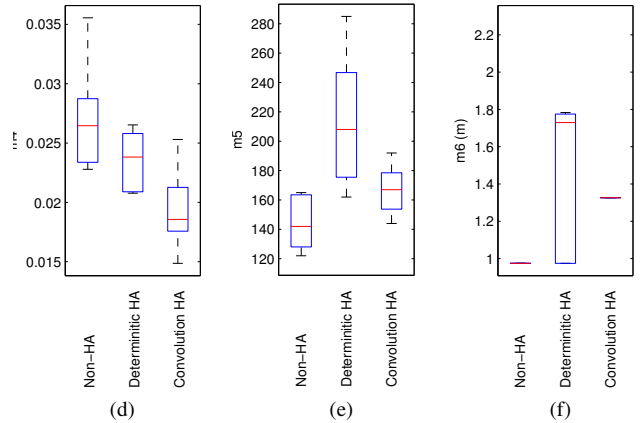 0.035
0.03
0.025
0.02
0.015
Non-HA
Determinitic HA
Convolution HA
(d)
m5
280
260
240
220
200
180
160
140
120
Non-HA
Determinitic HA
Convolution HA
(e)
m6 (m)
2.2
2
1.8
1.6
1.4
1.2
1
Non-HA
Determinitic HA
Convolution HA
(f)